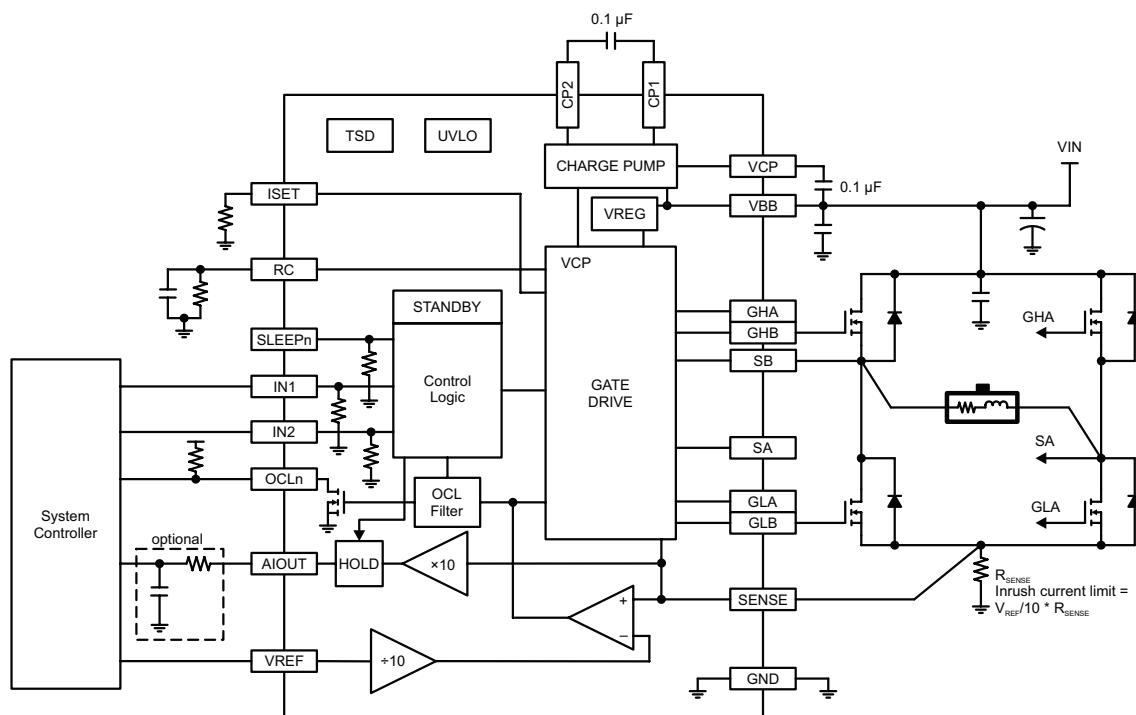 0.1 µF
CP2
CP1
TSD
UVLO
CHARGE PUMP
VCP
VIN
0.1 µF
ISET
VREG
VBB
RC
VCP
STANDBY
GHA
GHA
GHB
SLEEPn
SB
IN1
Control
Logic
GATE
DRIVE
IN2
SA
SA
OCLn
OCL
Filter
GLA
GLA
GLB
System
Controller
optional
AIOUT
HOLD
×10
RSENSE
Inrush current limit =
VREF/10 * RSENSE
+
SENSE
–
VREF
÷10
GND